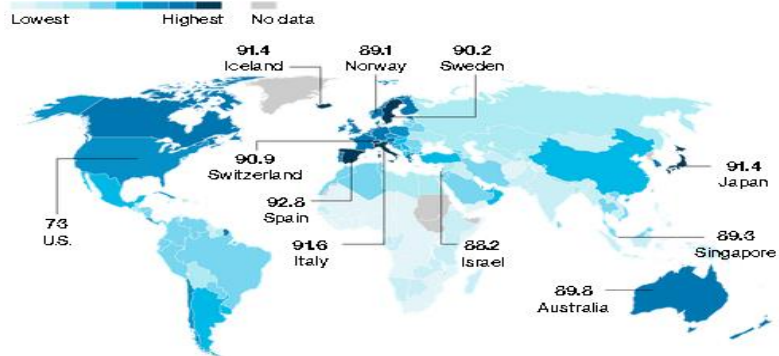 Lowest Highest No data
91.4
Iceland
89.1
Norway
90.2
Sweden
90.9
Switzerland
91.4
Japan
73
U.S.
92.8
Spain
91.6
Italy
88.2
Israel
89.3
Singapore
89.8
Australia